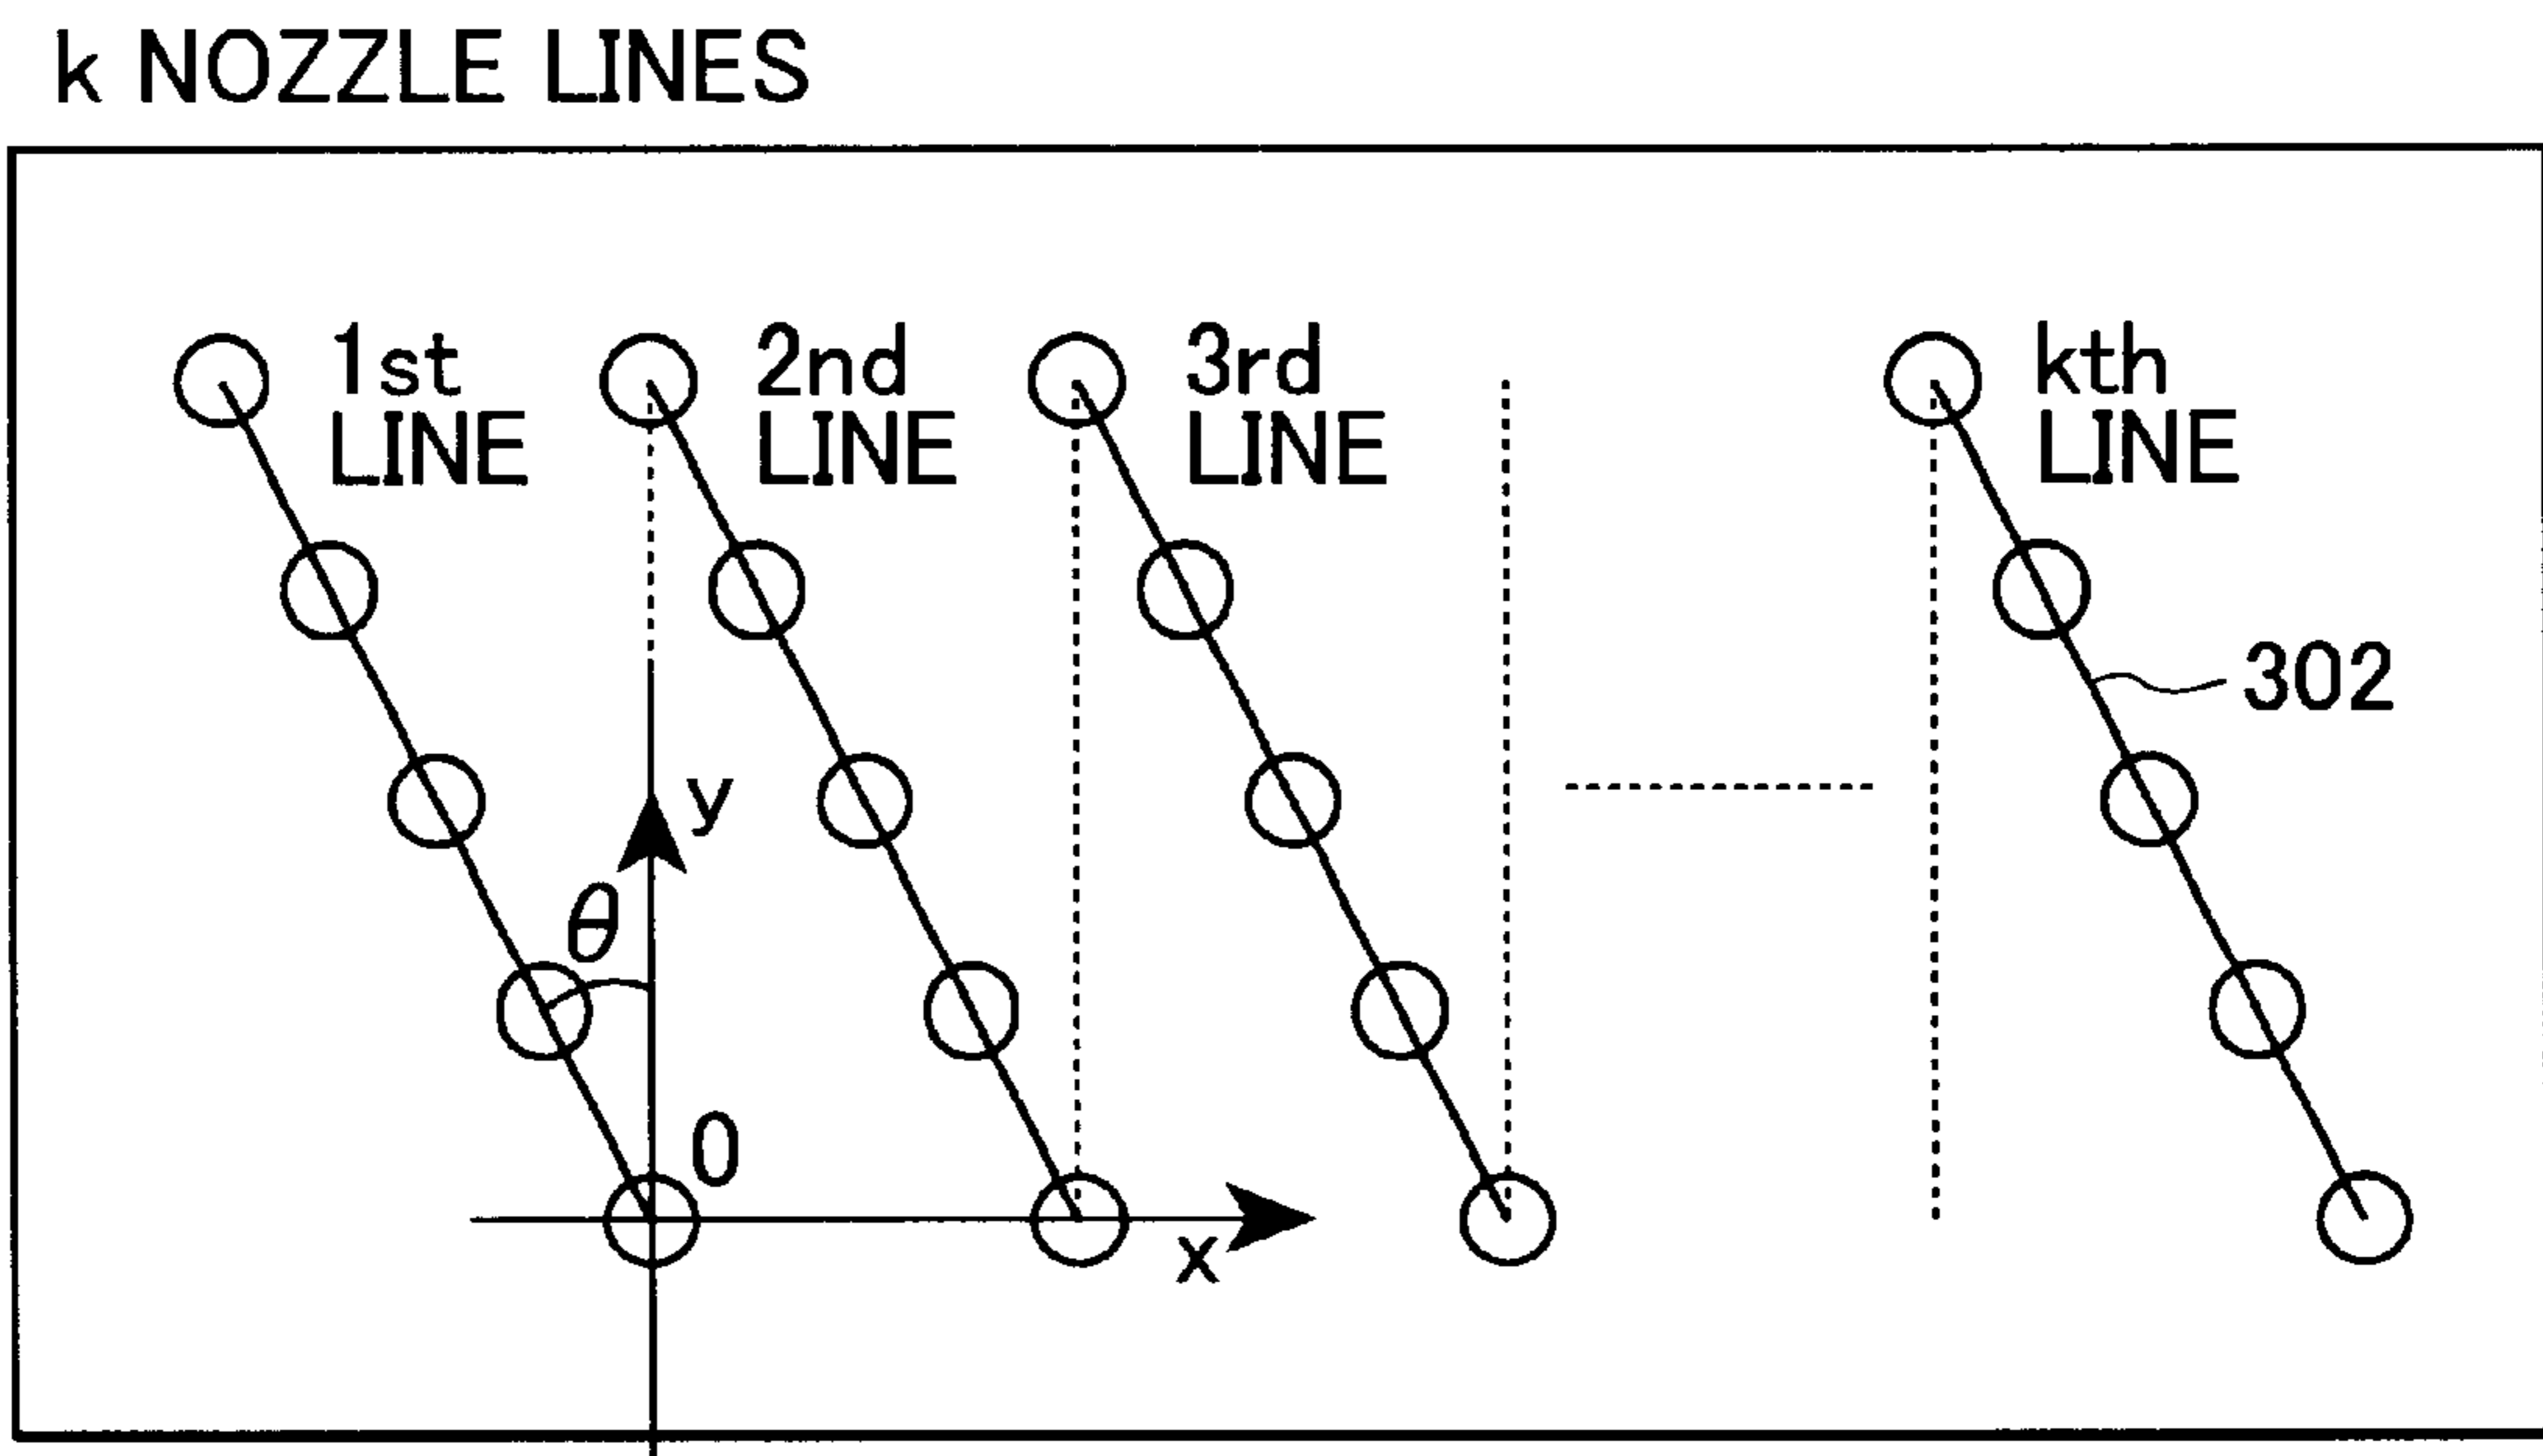 k NOZZLE LINES
1st
LINE
2nd
LINE
3rd
LINE
kth
LINE
302
y
θ
0
x